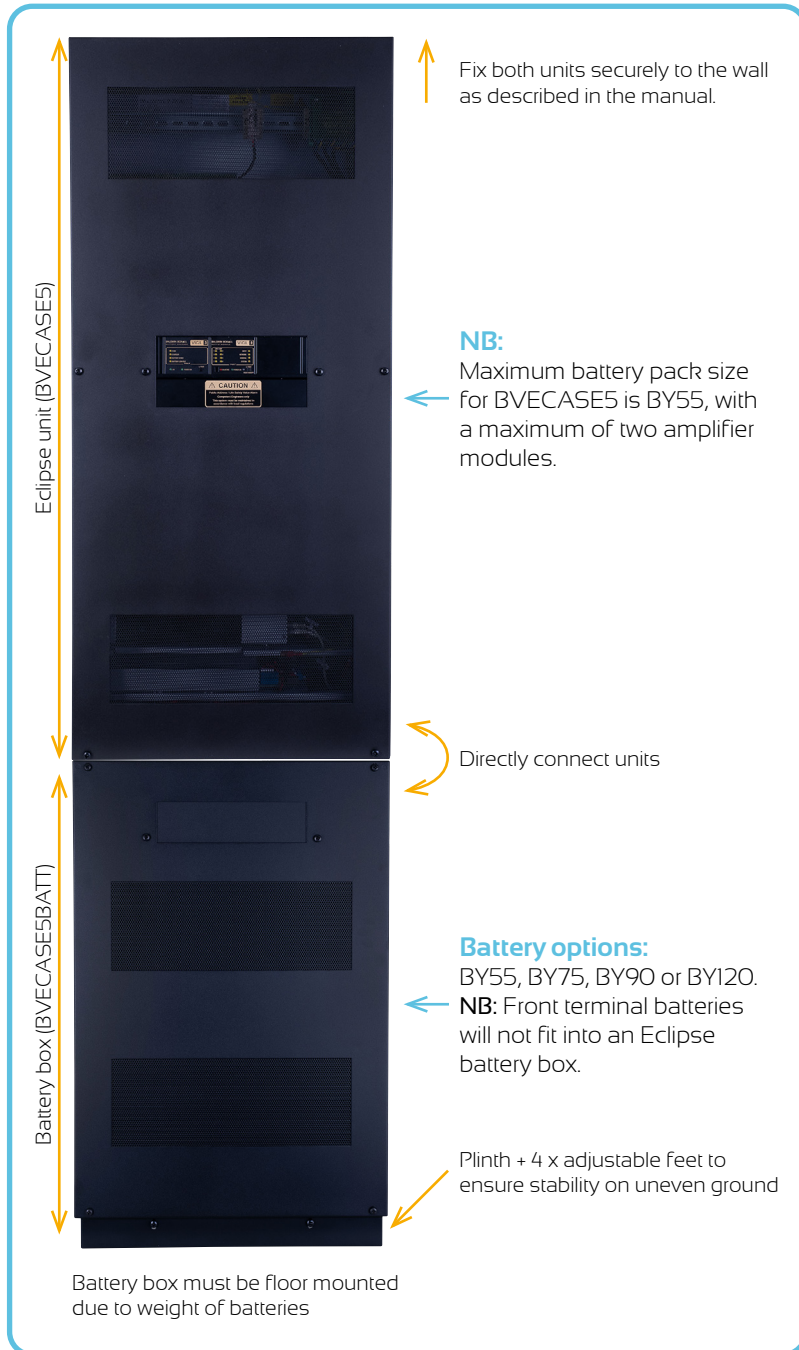 Fix both units securely to the wall
as described in the manual.
Eclipse unit (BVECASE5)
NB:
Maximum battery pack size
for BVECASE5 is BY55, with
a maximum of two amplifier
modules.
⚠ CAUTION ⚠
Directly connect units
Battery box (BVECASE5BATT)
Battery options:
BY55, BY75, BY90 or BY120.
NB: Front terminal batteries
will not fit into an Eclipse
battery box.
Plinth + 4 x adjustable feet to
ensure stability on uneven ground
Battery box must be floor mounted
due to weight of batteries